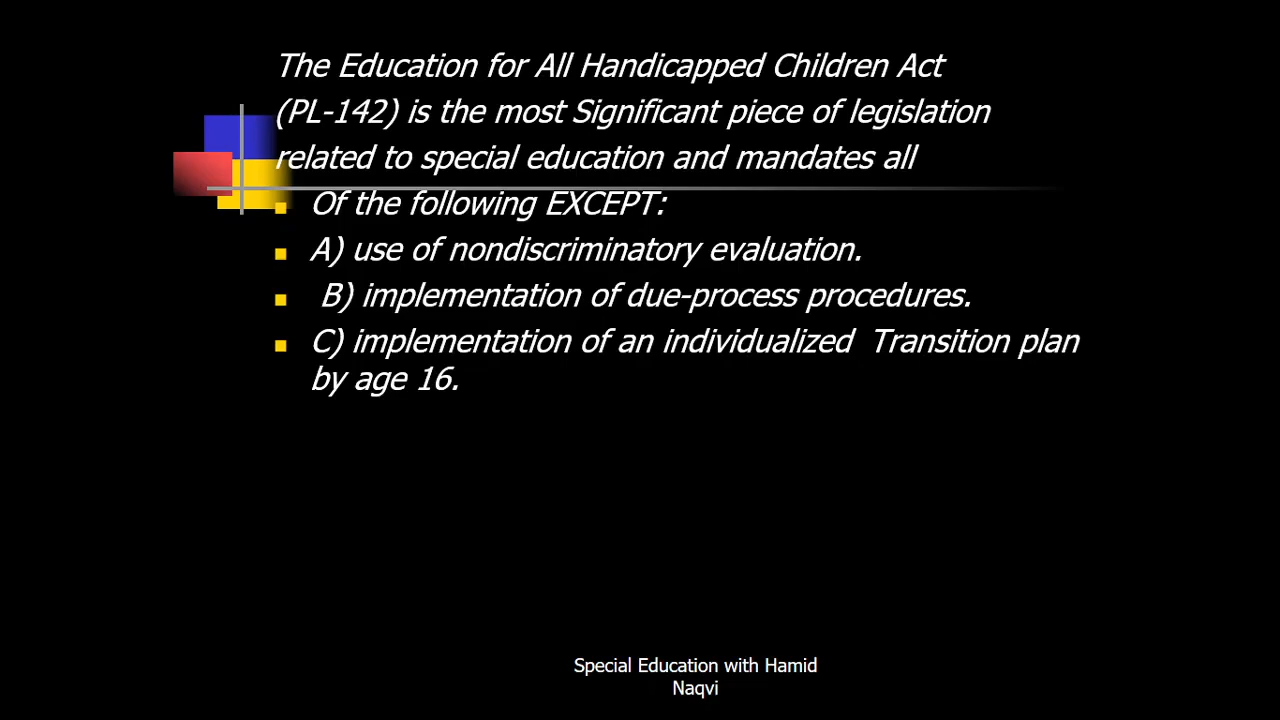 The Education for All Handicapped Children Act
(PL-142) is the most Significant piece of legislation
related to special education and mandates all
Of the following EXCEPT:
A) use of nondiscriminatory evaluation.
B) implementation of due-process procedures.
C) implementation of an individualized Transition plan
by age 16.
Special Education with Hamid
Naqvi